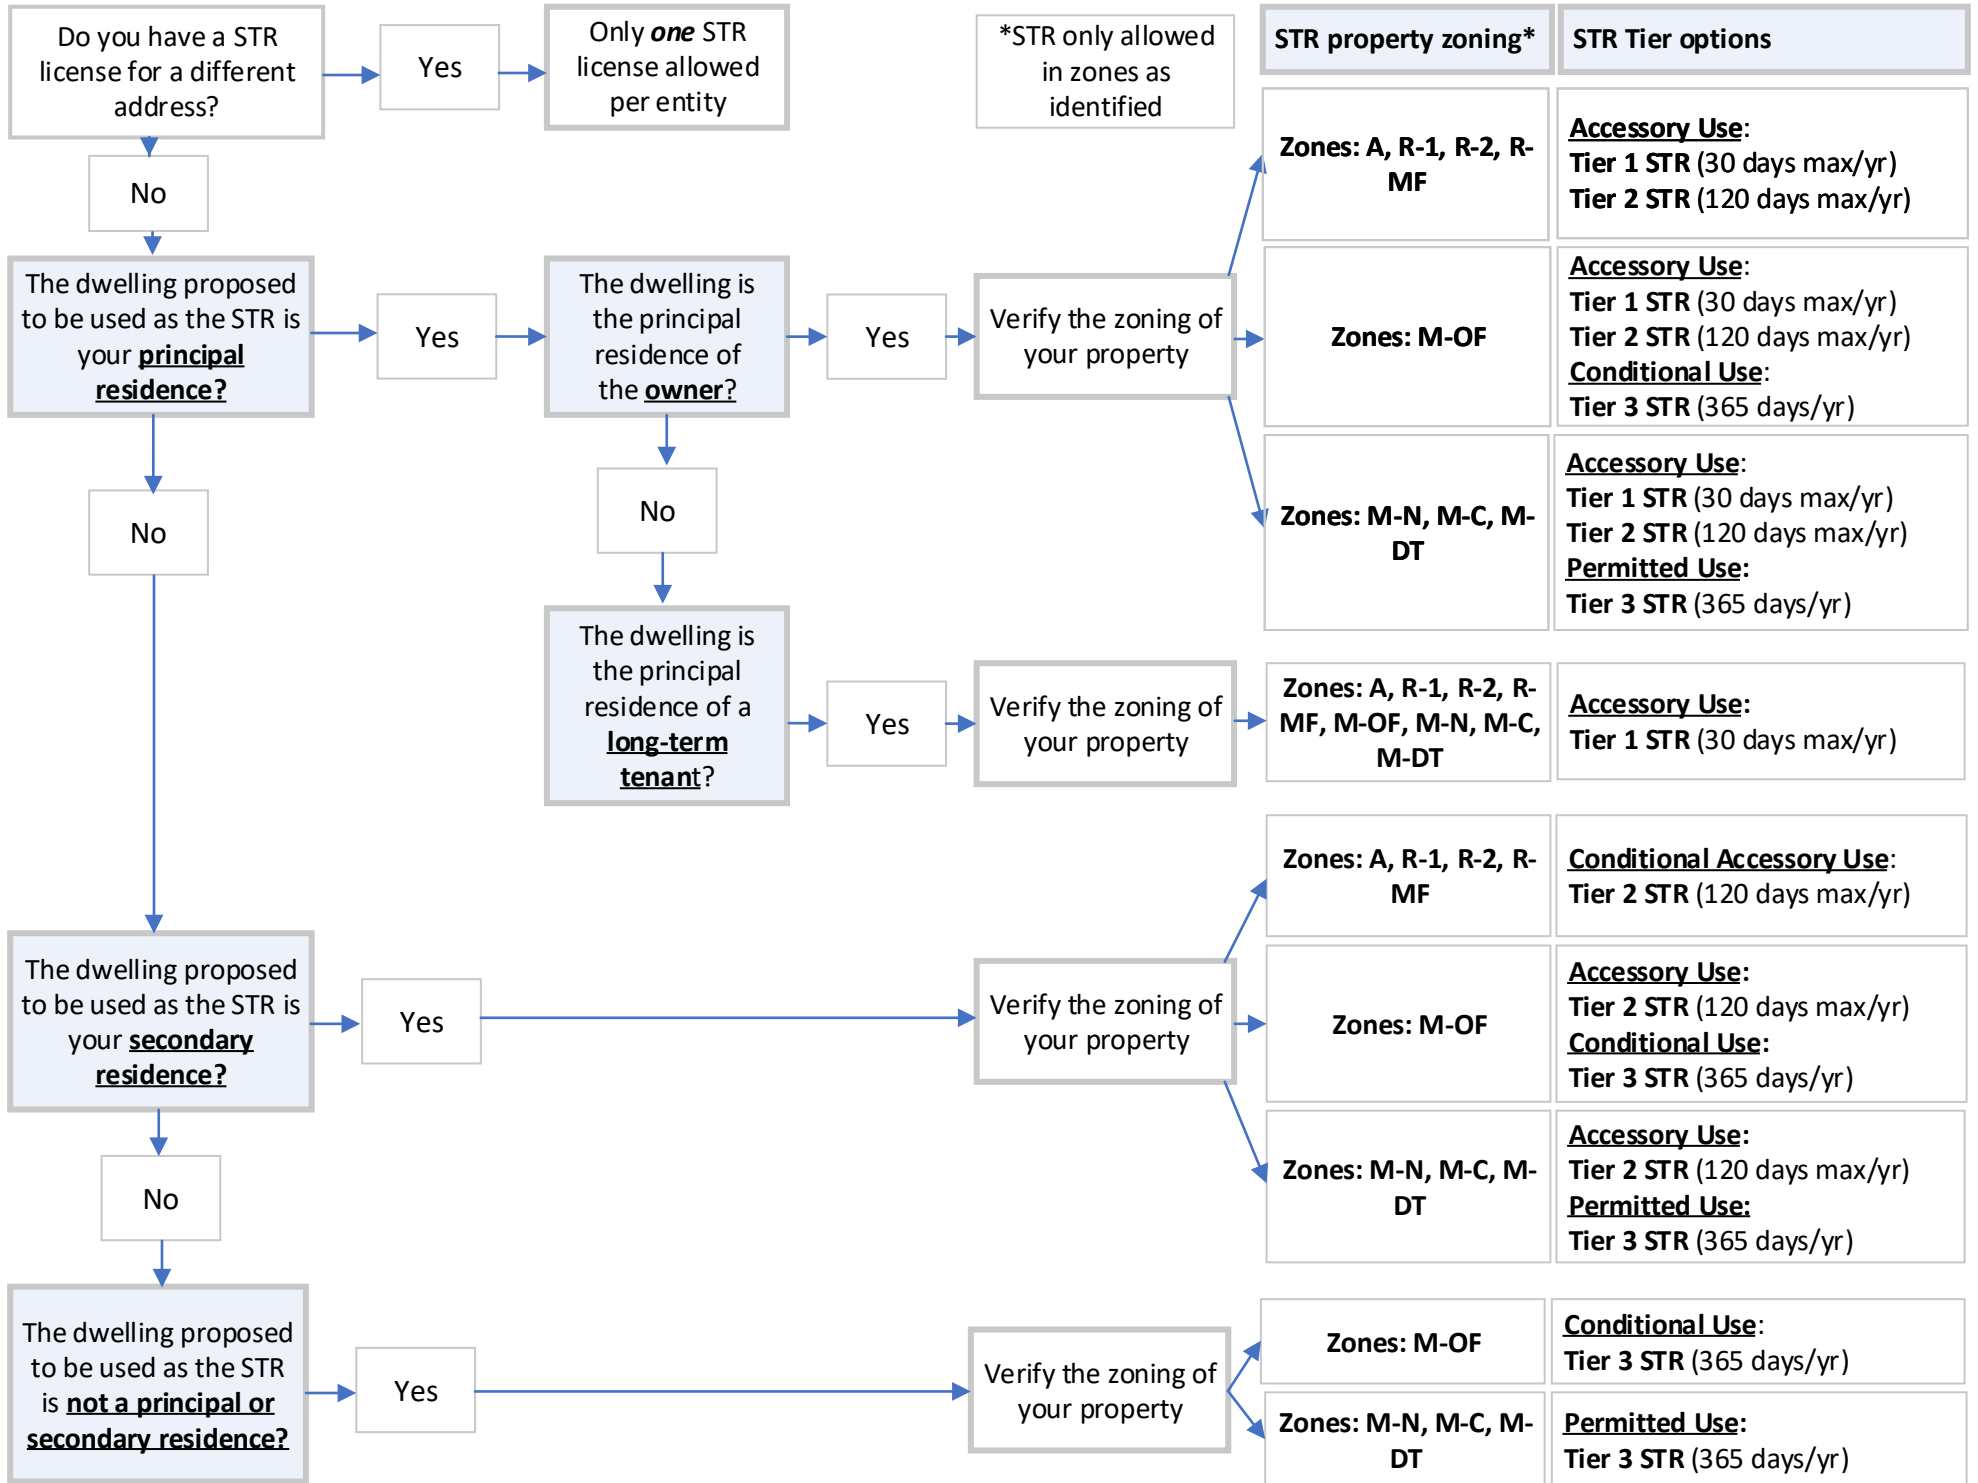 Do you have a STR
license for a different
address?
Yes
Only one STR
license allowed
per entity
*STR only allowed
in zones as
identified
STR property zoning*
STR Tier options
No
Zones: A, R-1, R-2, R-
MF
Accessory Use:
Tier 1 STR (30 days max/yr)
Tier 2 STR (120 days max/yr)
The dwelling proposed
to be used as the STR is
your principal
residence?
Yes
The dwelling is
the principal
residence of
the owner?
Yes
Verify the zoning of
your property
Zones: M-OF
Accessory Use:
Tier 1 STR (30 days max/yr)
Tier 2 STR (120 days max/yr)
Conditional Use:
Tier 3 STR (365 days/yr)
Zones: M-N, M-C, M-
DT
Accessory Use:
Tier 1 STR (30 days max/yr)
Tier 2 STR (120 days max/yr)
Permitted Use:
Tier 3 STR (365 days/yr)
No
No
The dwelling is
the principal
residence of a
long-term
tenant?
Yes
Verify the zoning of
your property
Zones: A, R-1, R-2, R-
MF, M-OF, M-N, M-C,
M-DT
Accessory Use:
Tier 1 STR (30 days max/yr)
Zones: A, R-1, R-2, R-
MF
Conditional Accessory Use:
Tier 2 STR (120 days max/yr)
The dwelling proposed
to be used as the STR is
your secondary
residence?
Yes
Verify the zoning of
your property
Zones: M-OF
Accessory Use:
Tier 2 STR (120 days max/yr)
Conditional Use:
Tier 3 STR (365 days/yr)
Zones: M-N, M-C, M-
DT
Accessory Use:
Tier 2 STR (120 days max/yr)
Permitted Use:
Tier 3 STR (365 days/yr)
No
The dwelling proposed
to be used as the STR
is not a principal or
secondary residence?
Yes
Verify the zoning of
your property
Zones: M-OF
Conditional Use:
Tier 3 STR (365 days/yr)
Zones: M-N, M-C, M-
DT
Permitted Use:
Tier 3 STR (365 days/yr)